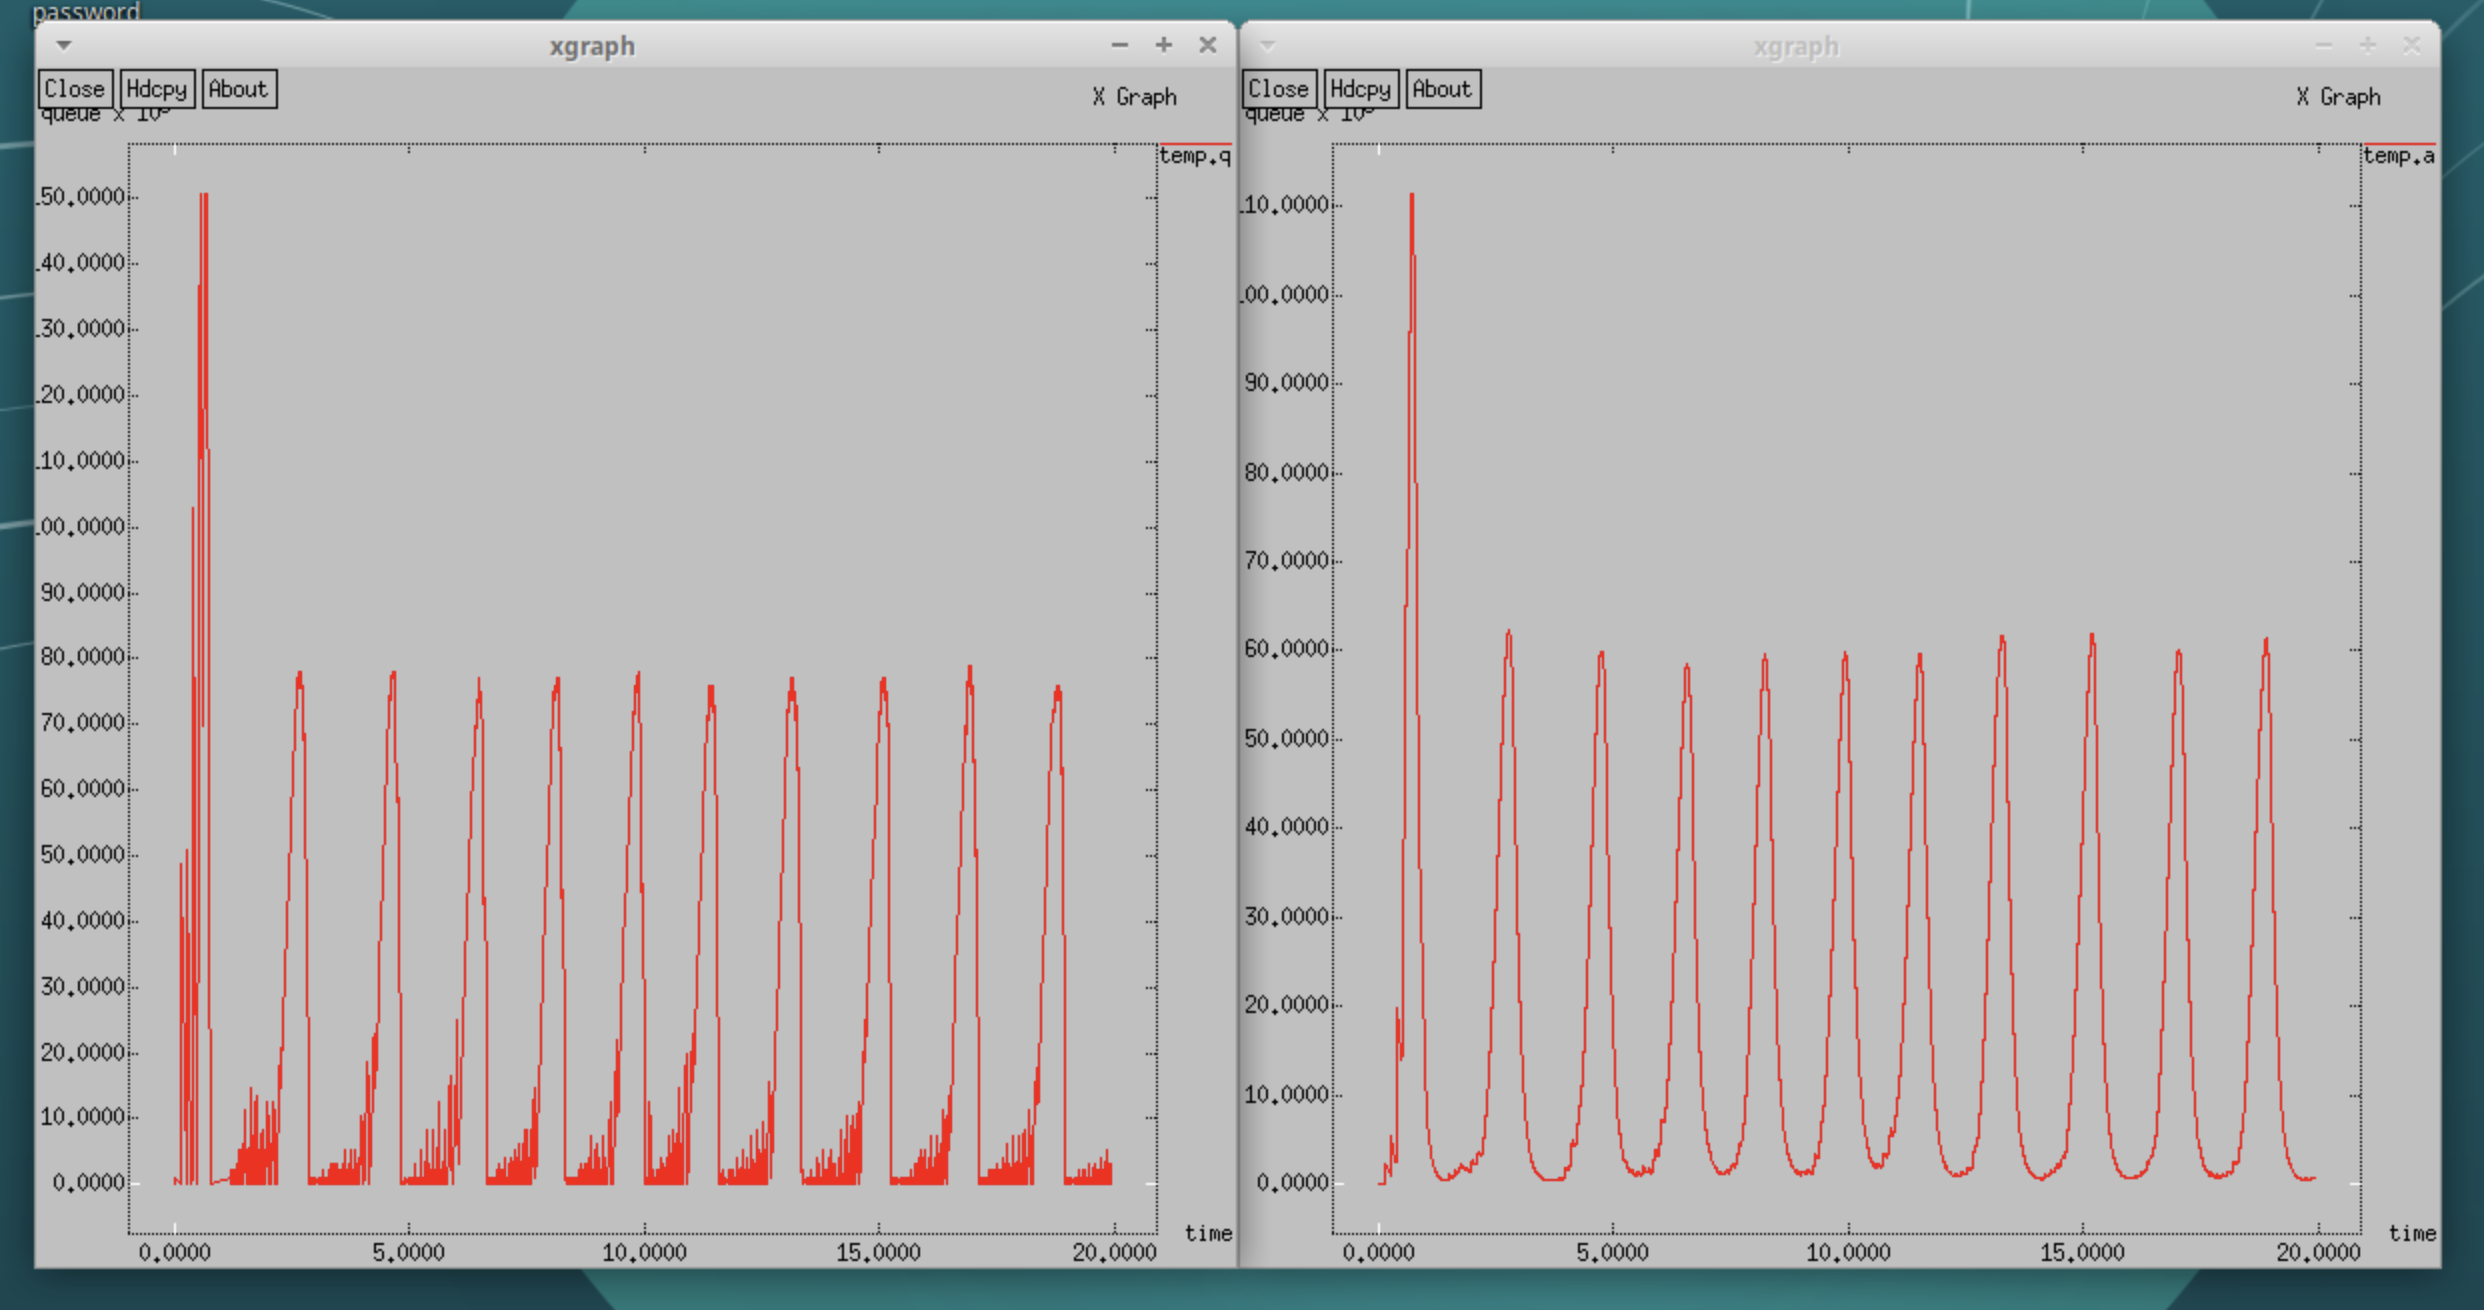 password
xgraph
Close Hdcpy About
X Graph
queue x 10
temp.q
.50.0000
.40.0000
.30.0000
.20.0000
.10.0000
.00.0000
90.0000
80.0000
70.0000
60.0000
50.0000
40.0000
30.0000
20.0000
10.0000
0.0000
time
0.0000 5.0000 10.0000 15.0000 20.0000
xgraph
Close Hdcpy About
X Graph
queue x 10
temp.a
.10.0000
.00.0000
90.0000
80.0000
70.0000
60.0000
50.0000
40.0000
30.0000
20.0000
10.0000
0.0000
time
0.0000 5.0000 10.0000 15.0000 20.0000